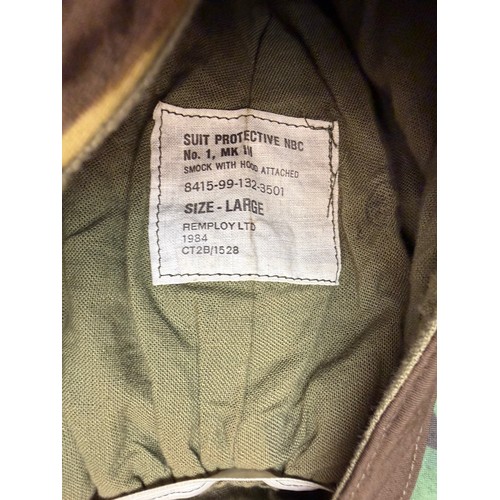 SUIT PROTECTIVE NBC
No. 1, MK
SMOCK WITH HOOD ATTACHED
8415-99-132-3501
SIZE - LARGE
REMPLOY LTD
1984
CT2B/1528